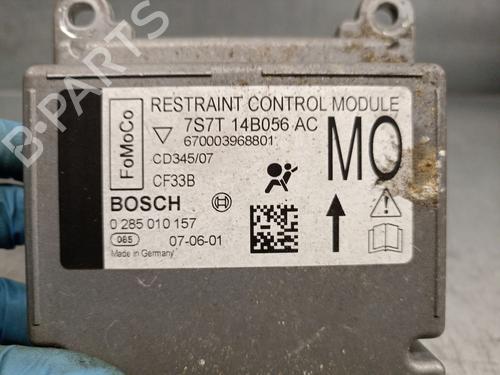 B-PARTS
FoMoCo
RESTRAINT CONTROL MODULE
7S7T 14B056 AC
670003968801
CD345/07
CF33B
MO
BOSCH
0 285 010 157
065
07-06-01
Made in Germany